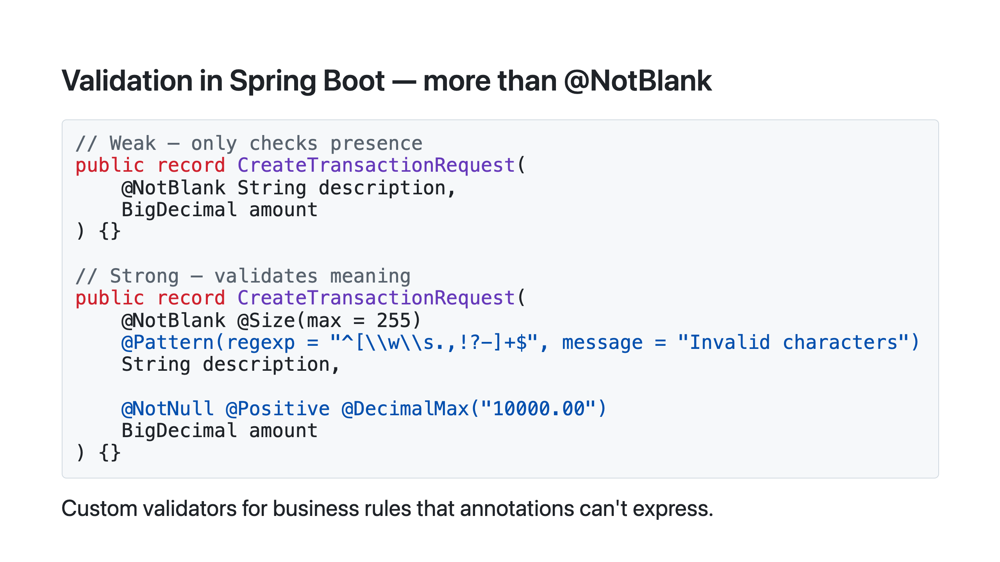 Validation in Spring Boot — more than @NotBlank
// Weak — only checks presence
public record CreateTransactionRequest(
    @NotBlank String description,
    BigDecimal amount
) {}

// Strong — validates meaning
public record CreateTransactionRequest(
    @NotBlank @Size(max = 255)
    @Pattern(regexp = "^[\\w\\s.,!?-]+$", message = "Invalid characters")
    String description,

    @NotNull @Positive @DecimalMax("10000.00")
    BigDecimal amount
) {}
Custom validators for business rules that annotations can't express.